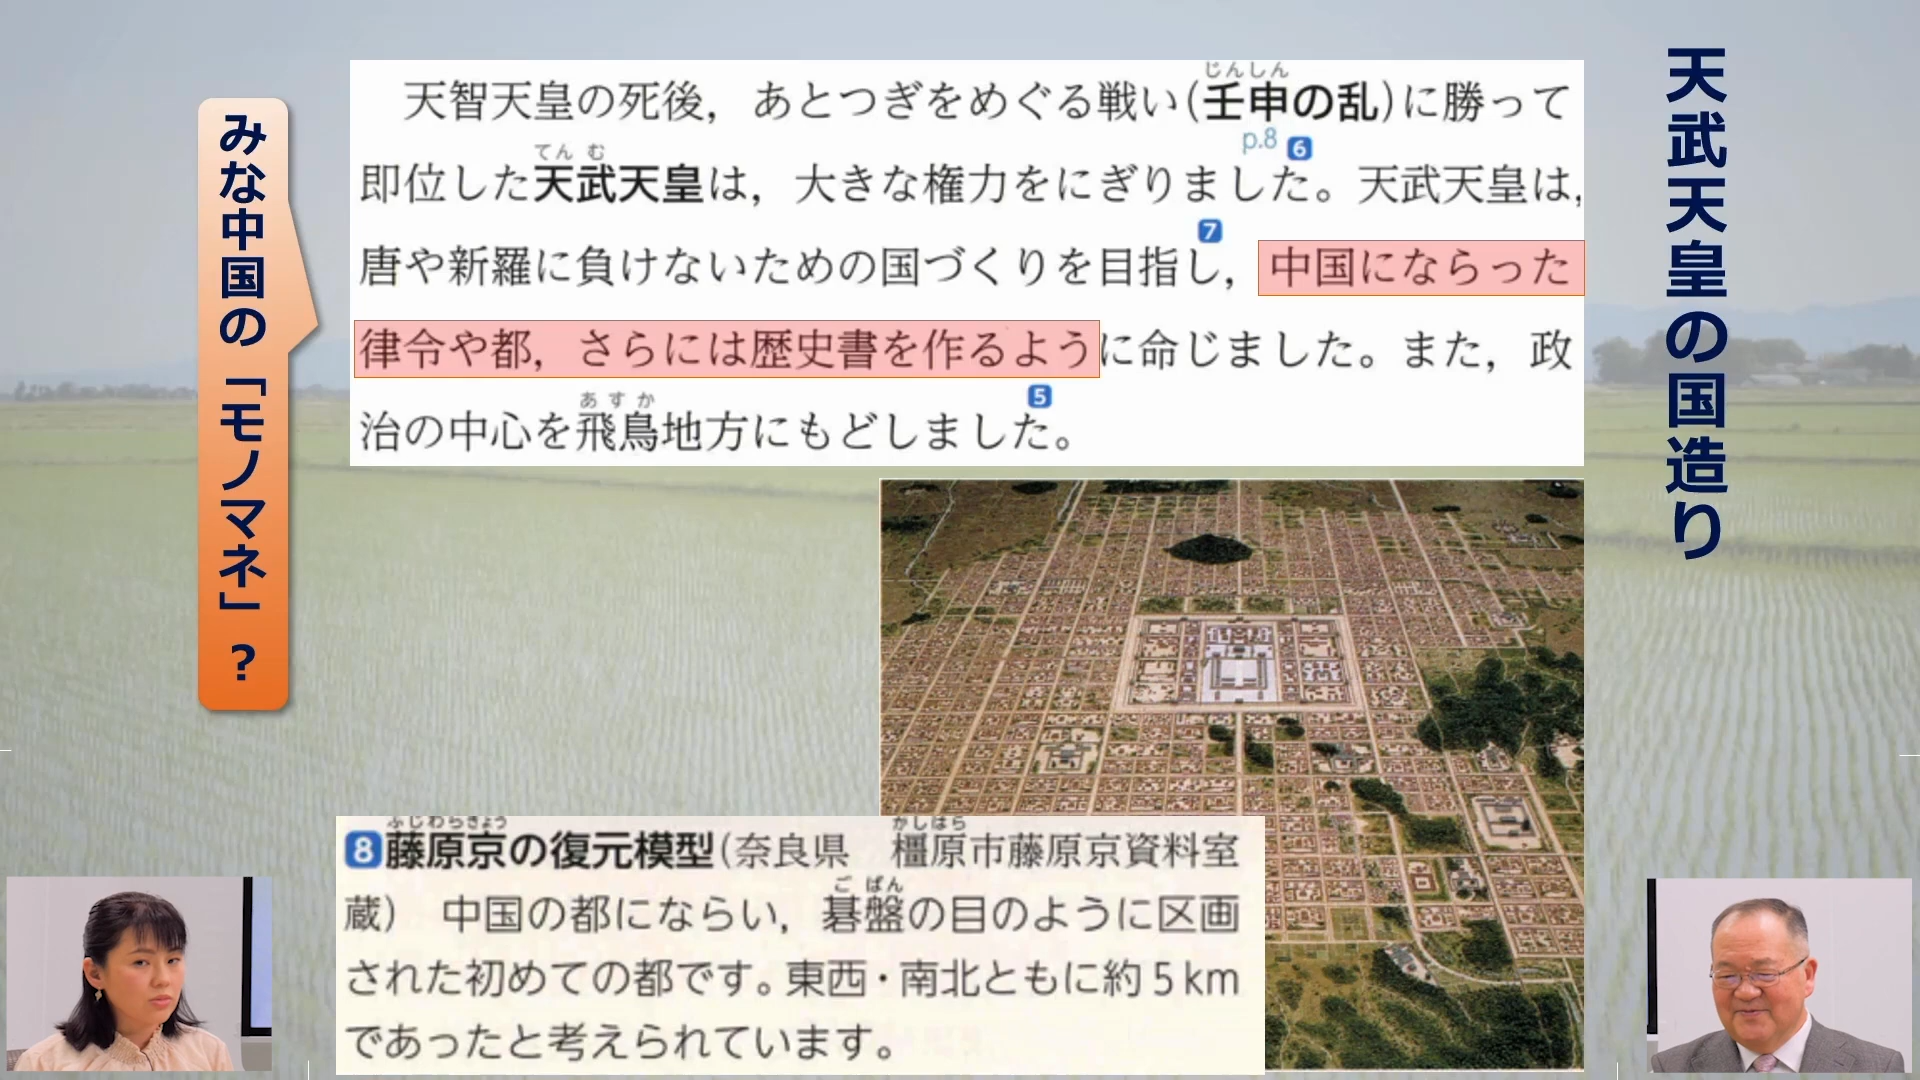 天武天皇の国造り
じんしん
天智天皇の死後，あとつぎをめぐる戦い(壬申の乱)に勝って
p.8 6
てん む
即位した天武天皇は，大きな権力をにぎりました。天武天皇は，
7
唐や新羅に負けないための国づくりを目指し，中国にならった
律令や都，さらには歴史書を作るように命じました。また，政
5
あすか
治の中心を飛鳥地方にもどしました。
みな中国の「モノマネ」？
ふじわらきょう かしはら
8藤原京の復元模型(奈良県 橿原市藤原京資料室
ご ばん
蔵) 中国の都にならい，碁盤の目のように区画
された初めての都です。東西・南北ともに約5km
であったと考えられています。